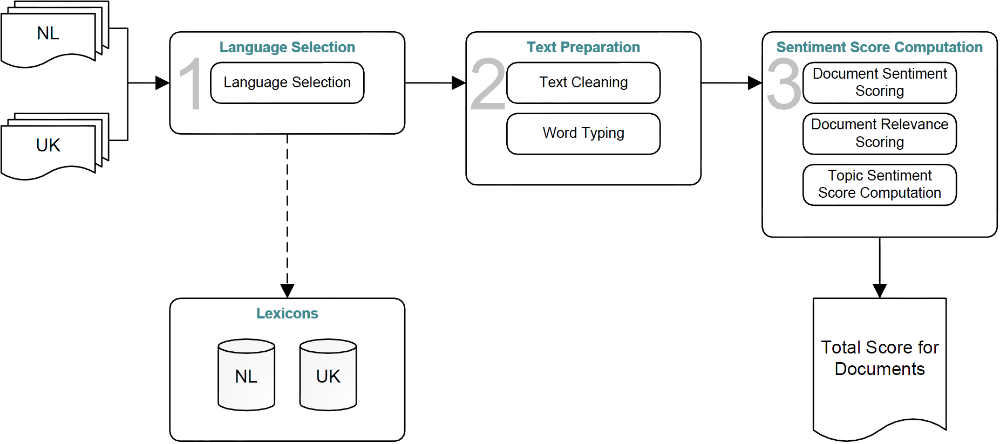 NL
UK
Language Selection
1
Language Selection
Text Preparation
2
Text Cleaning
Word Typing
Sentiment Score Computation
3
Document Sentiment
Scoring
Document Relevance
Scoring
Topic Sentiment
Score Computation
Lexicons
NL
UK
Total Score for
Documents